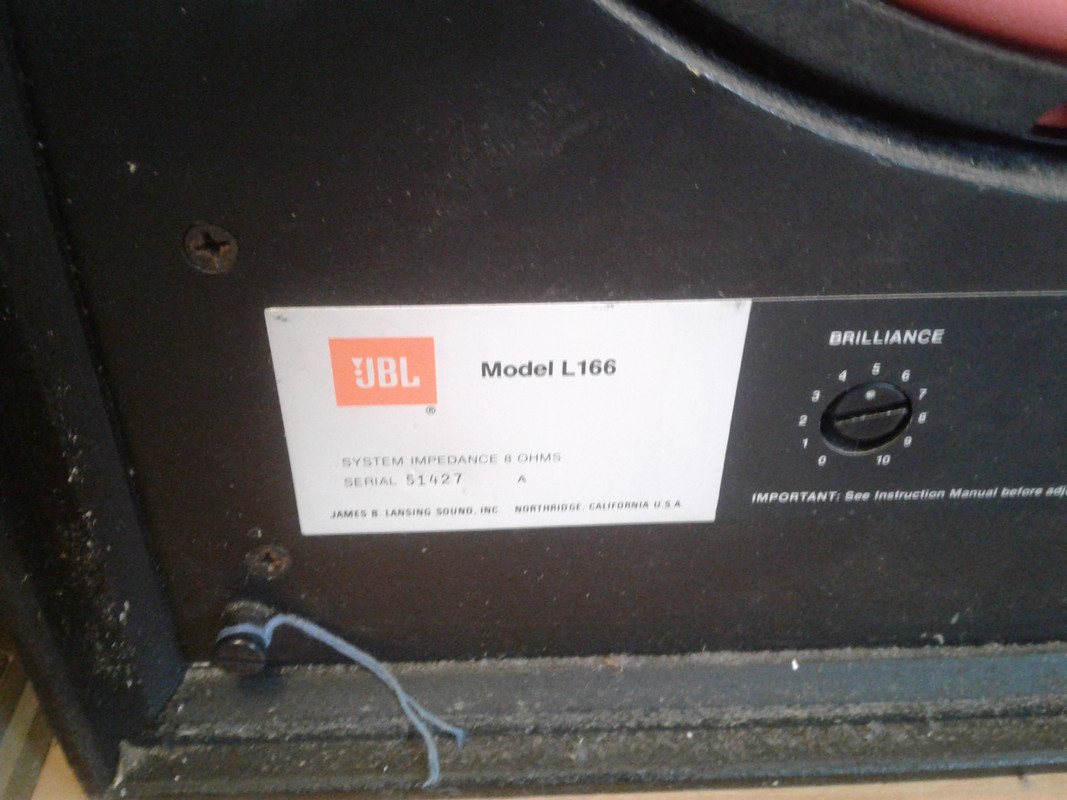 JBL
®
Model L166
SYSTEM IMPEDANCE 8 OHMS
SERIAL 51427 A
JAMES B. LANSING SOUND, INC. NORTHRIDGE, CALIFORNIA U.S.A.
BRILLIANCE
0 1 2 3 4 5 6 7 8 9 10
IMPORTANT: See Instruction Manual before